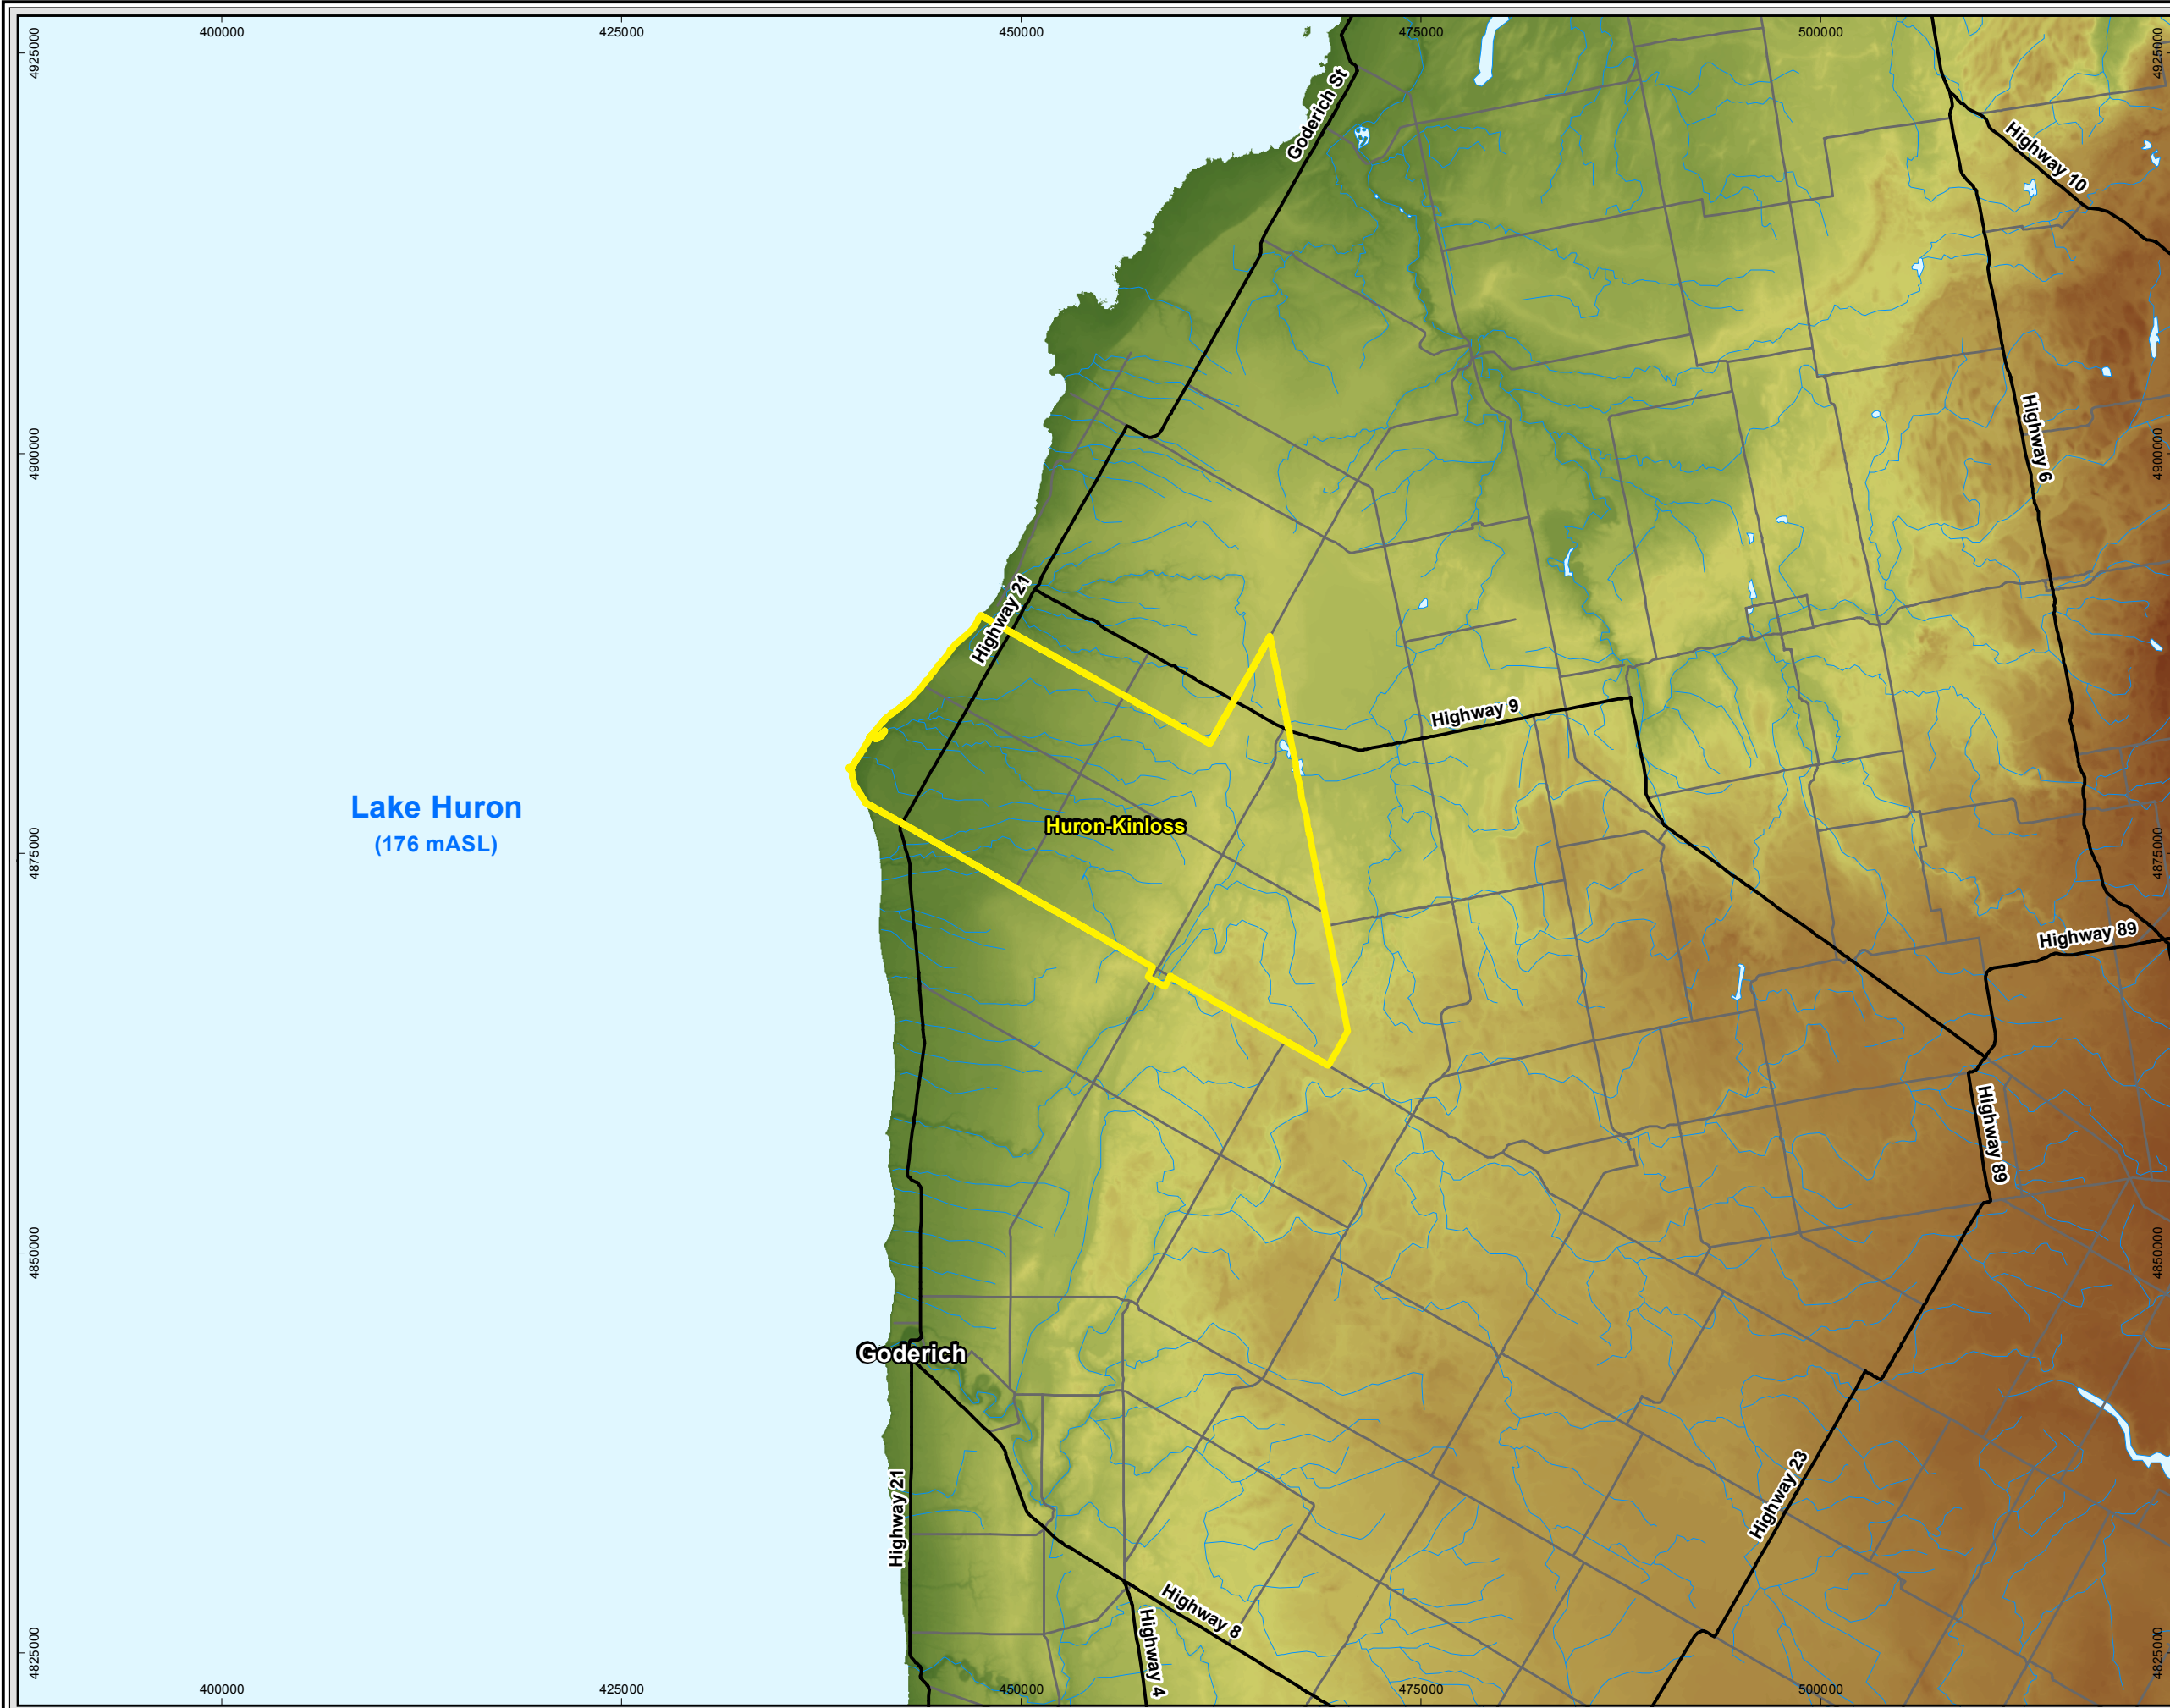 400000
425000
450000
475000
500000
4925000
4925000
Goderich St
Highway 10
Highway 6
4900000
4900000
Highway 21
Highway 9
Lake Huron
(176 mASL)
Huron-Kinloss
4875000
4875000
Highway 89
Highway 89
4850000
4850000
Goderich
Highway 21
Highway 23
Highway 8
Highway 4
4825000
4825000
400000
425000
450000
475000
500000